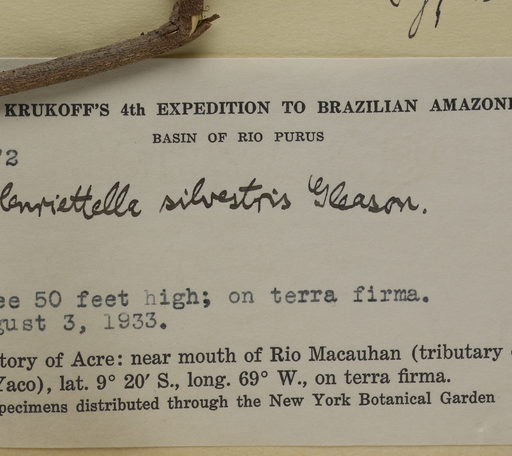 KRUKOFF'S 4th EXPEDITION TO BRAZILIAN AMAZONI
BASIN OF RIO PURUS
72
Henriettella silvestris Gleason.
ee 50 feet high; on terra firma.
gust 3, 1933.
tory of Acre: near mouth of Rio Macauhan (tributary
Yaco), lat. 9° 20′ S., long. 69° W., on terra firma.
pecimens distributed through the New York Botanical Garden